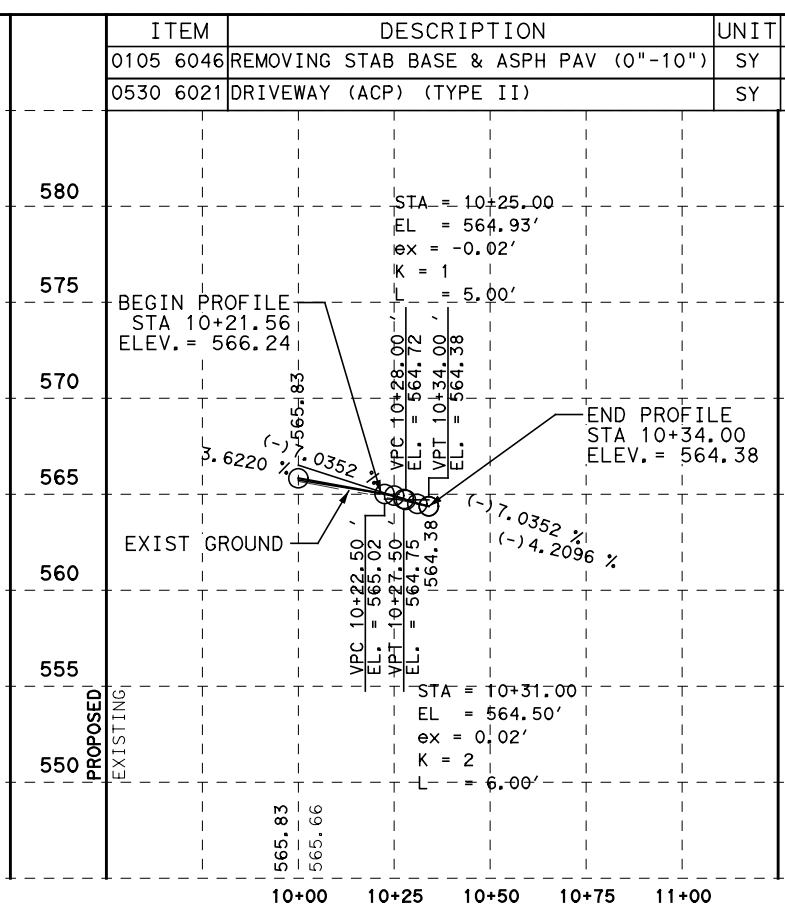 ITEM DESCRIPTION UNIT
0105 6046 REMOVING STAB BASE & ASPH PAV (0"-10") SY
0530 6021 DRIVEWAY (ACP) (TYPE II) SY
580
STA = 10+25.00
EL = 564.93'
ex = -0.02'
K = 1
L = 5.00'
575
BEGIN PROFILE
STA 10+21.56
ELEV.= 566.24
570
565.83
VPC 10+28.00 '
EL. = 564.72
VPT 10+34.00 '
EL. = 564.38
END PROFILE
STA 10+34.00
ELEV.= 564.38
3.6220 %
(-)7.0352 %
565
(-)7.0352 %
(-)4.2096 %
EXIST GROUND
560
VPC 10+22.50 '
EL. = 565.02
VPT 10+27.50 '
EL. = 564.75
564.38
555
STA = 10+31.00
EL = 564.50'
ex = 0.02'
K = 2
L = 6.00'
550
PROPOSED
EXISTING
565.83
565.66
10+00 10+25 10+50 10+75 11+00